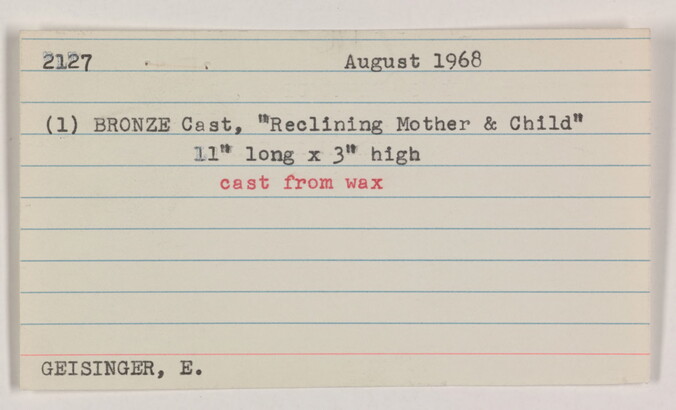 2127 August 1968
(1) BRONZE Cast, "Reclining Mother & Child"
11" long x 3" high
cast from wax
GEISINGER, E.